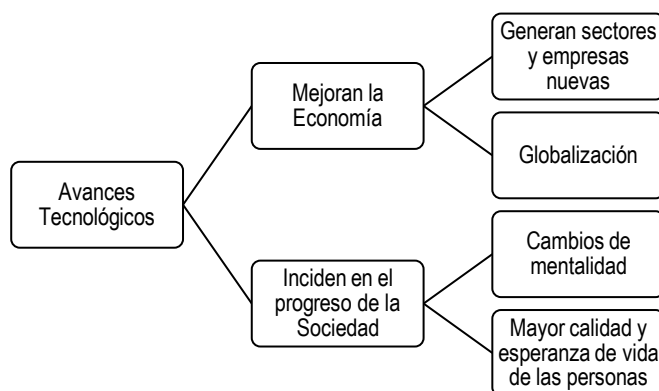 Avances
Tecnológicos
Mejoran la
Economía
Generan sectores
y empresas
nuevas
Globalización
Inciden en el
progreso de la
Sociedad
Cambios de
mentalidad
Mayor calidad y
esperanza de vida
de las personas